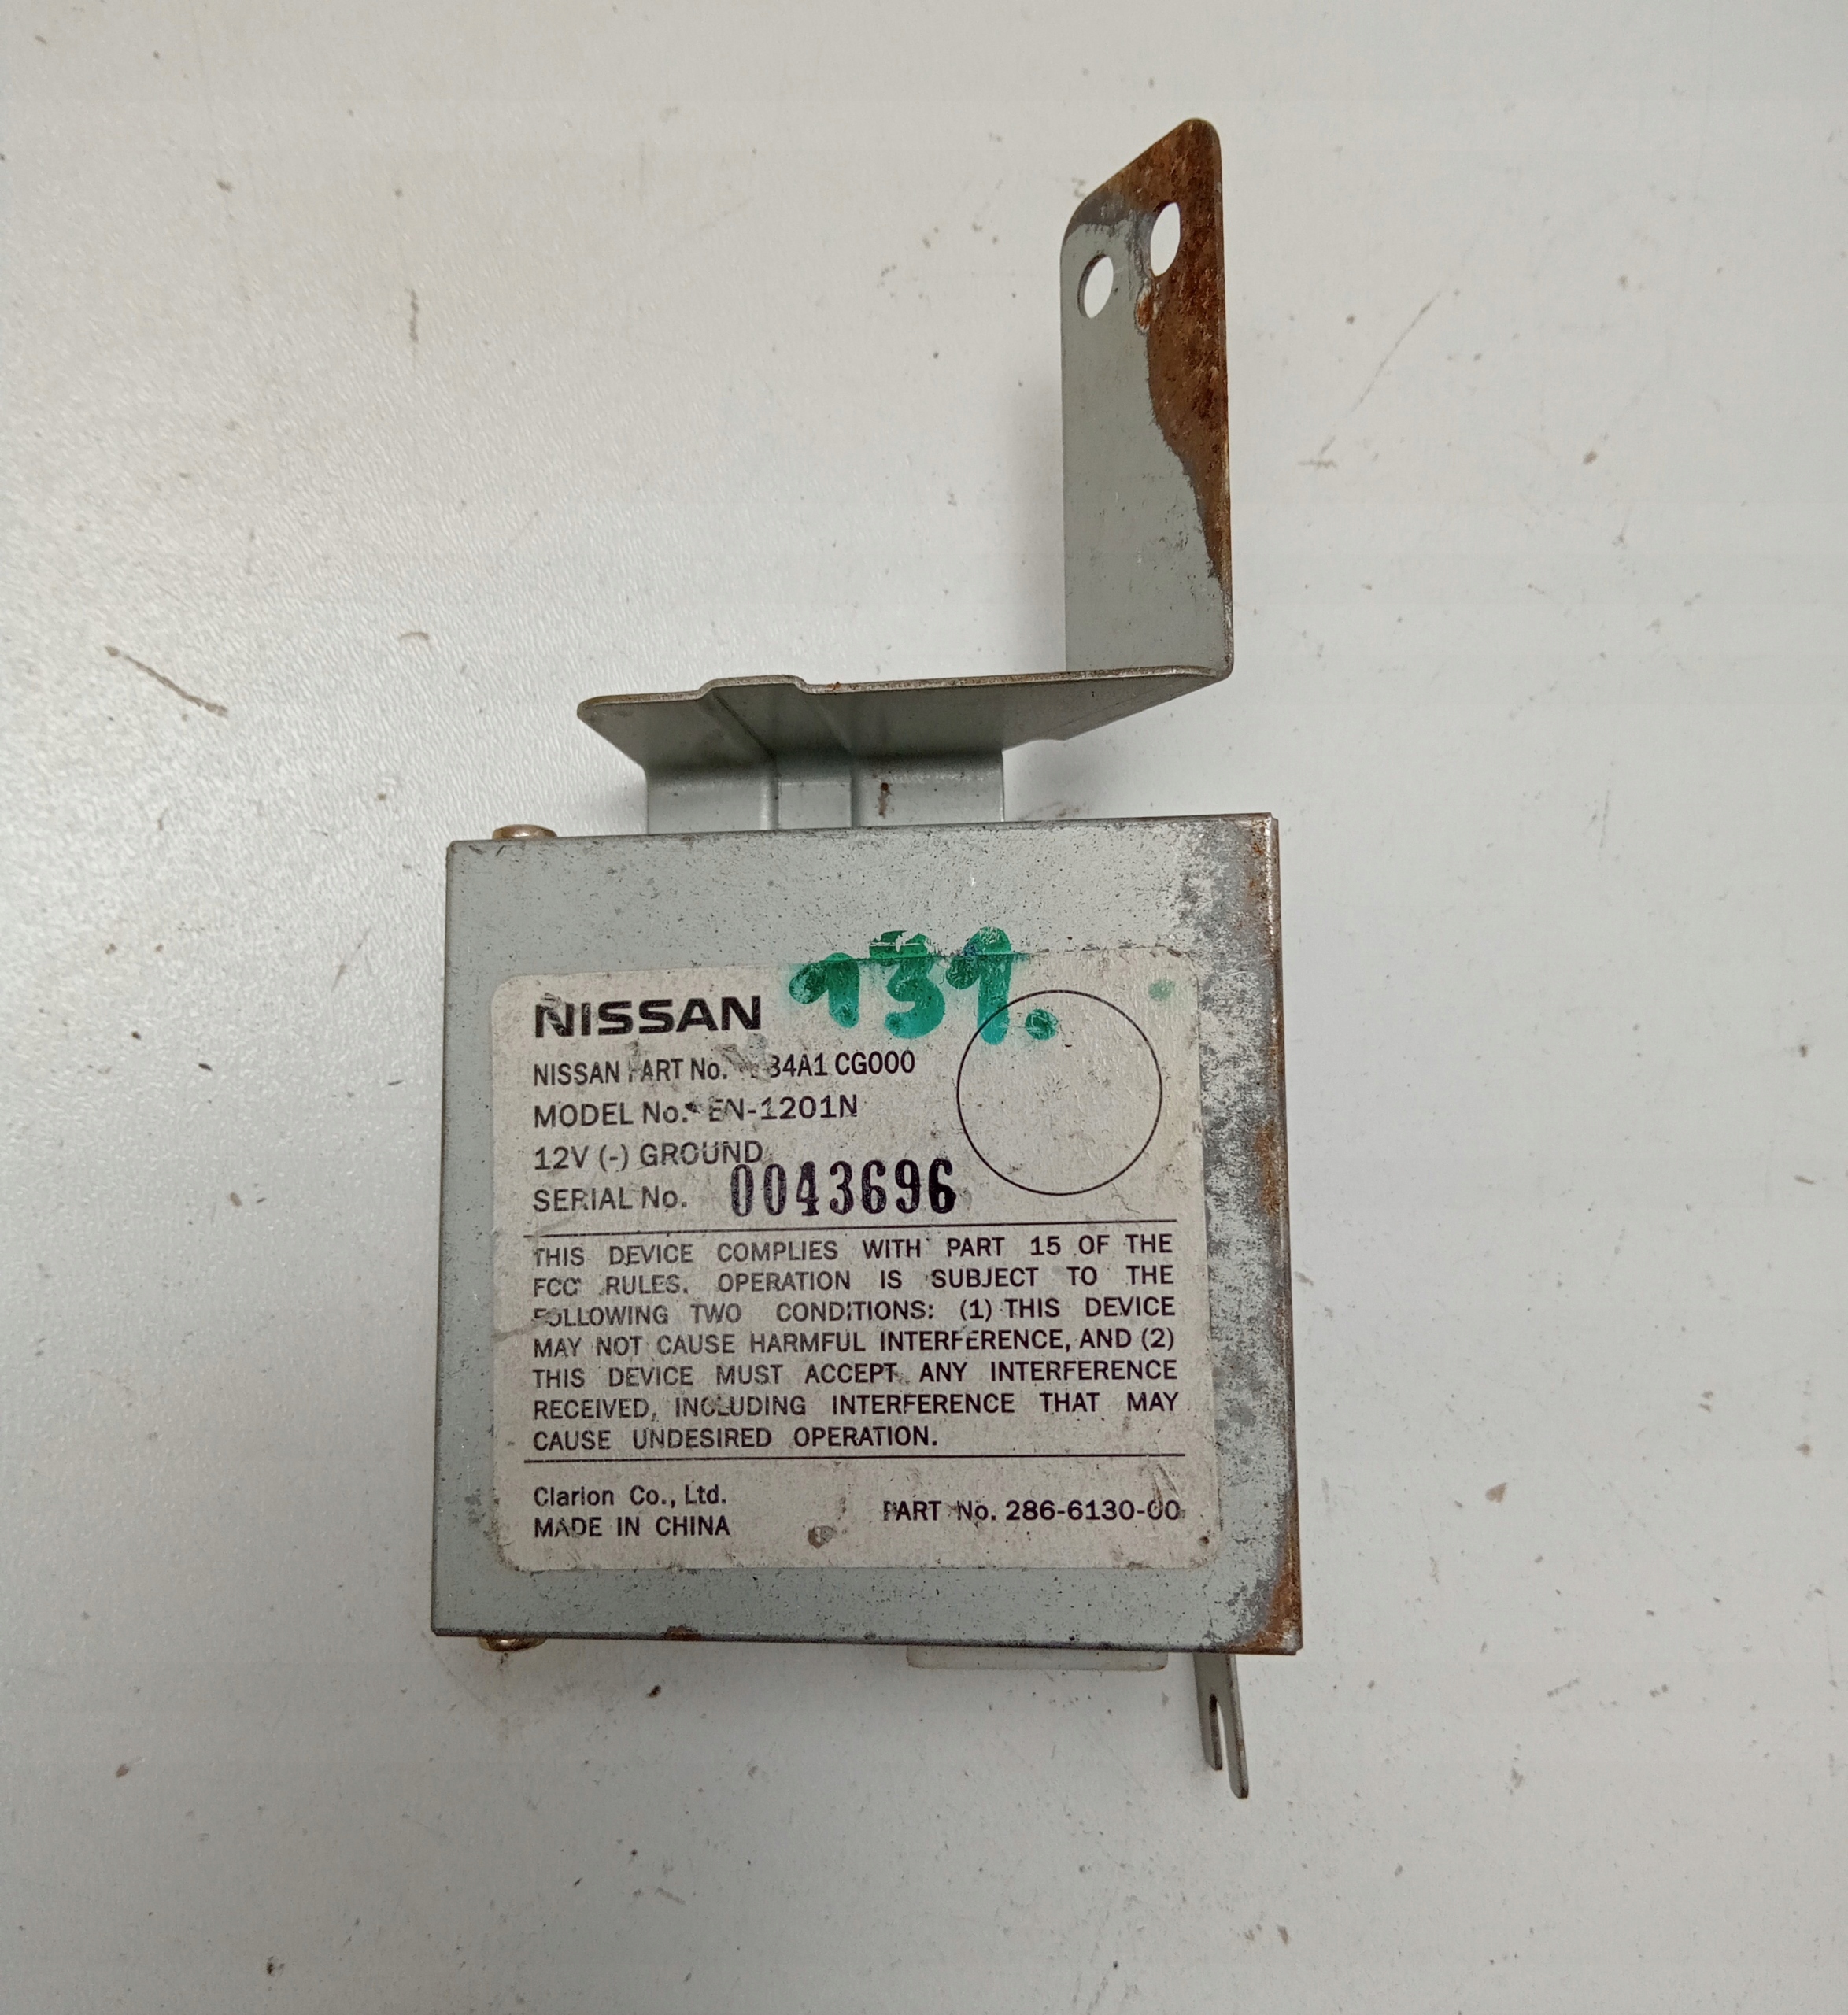 939.
NISSAN
NISSAN PART No. 34A1 CG000
MODEL No. EN-1201N
12V (-) GROUND
SERIAL No. 0043696
THIS DEVICE COMPLIES WITH PART 15 OF THE
FCC RULES. OPERATION IS SUBJECT TO THE
FOLLOWING TWO CONDITIONS: (1) THIS DEVICE
MAY NOT CAUSE HARMFUL INTERFERENCE, AND (2)
THIS DEVICE MUST ACCEPT ANY INTERFERENCE
RECEIVED, INCLUDING INTERFERENCE THAT MAY
CAUSE UNDESIRED OPERATION.
Clarion Co., Ltd.
MADE IN CHINA
PART No. 286-6130-00